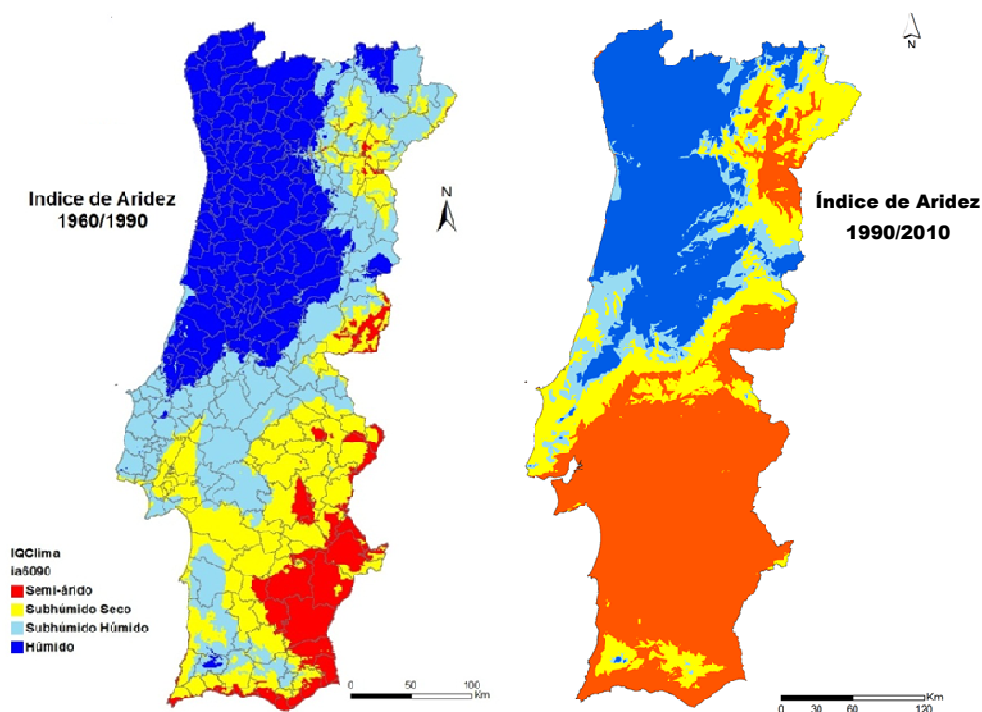 N
Indice de Aridez
1960/1990
N
Índice de Aridez
1990/2010
IQClima
ia6090
Semi-árido
Subhúmido Seco
Subhúmido Húmido
Húmido
0 50 100
Km
Km
0 30 60 120